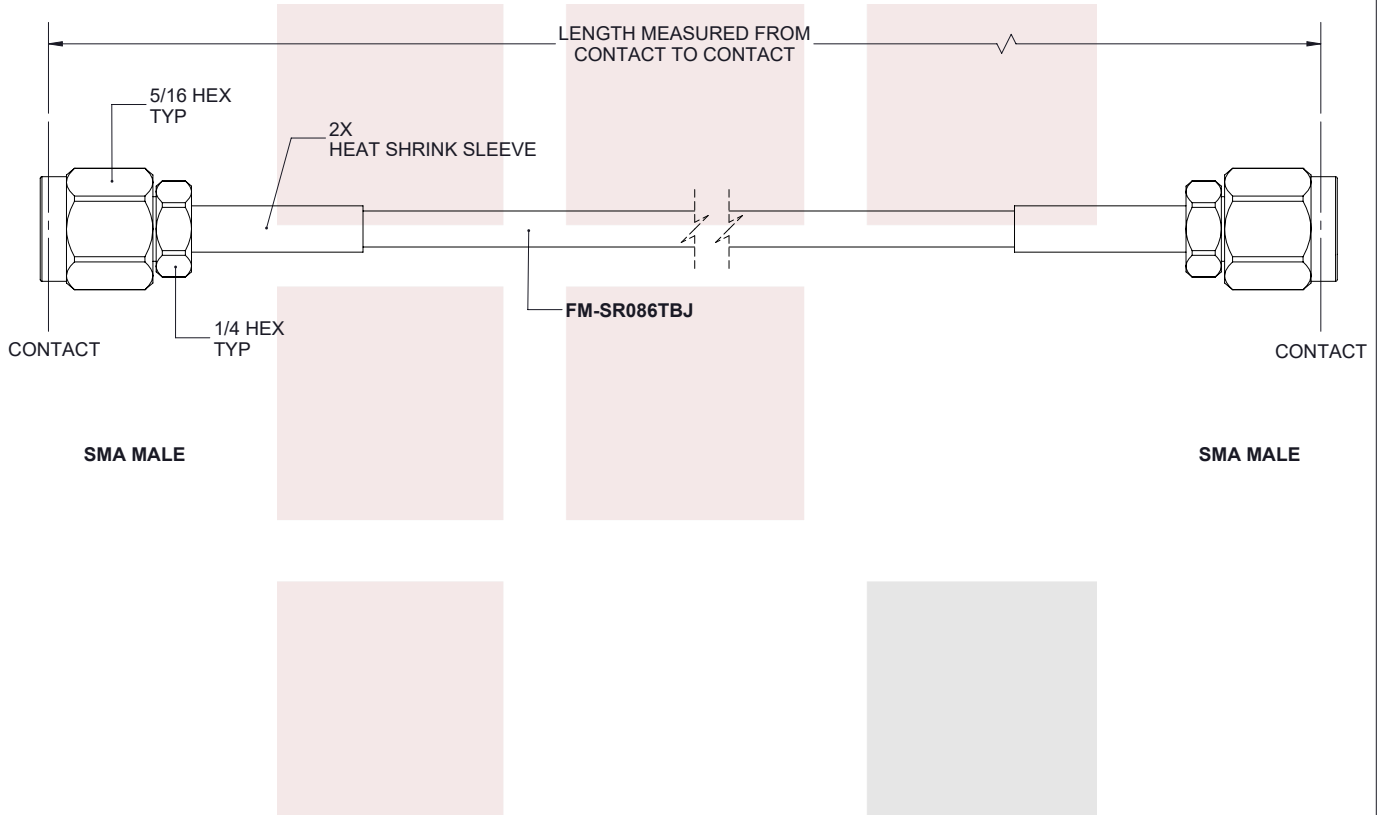 LENGTH MEASURED FROM
CONTACT TO CONTACT
5/16 HEX
TYP
2X
HEAT SHRINK SLEEVE
FM-SR086TBJ
1/4 HEX
TYP
CONTACT
CONTACT
SMA MALE
SMA MALE